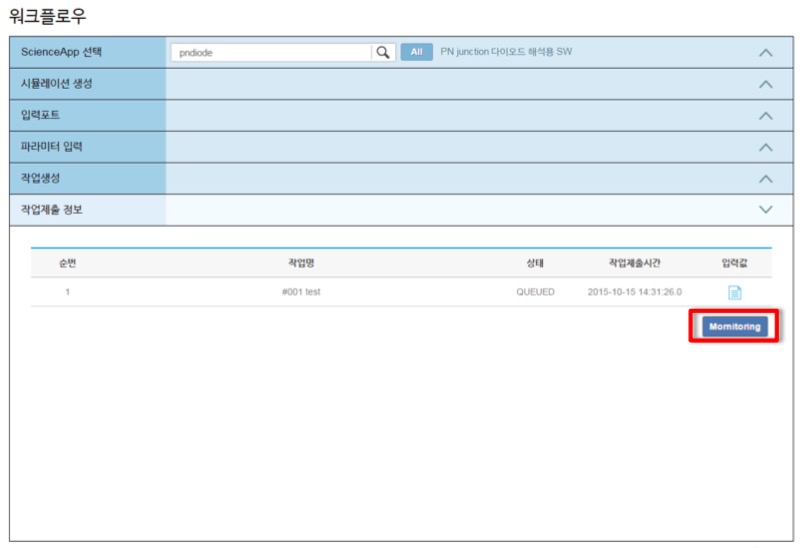 워크플로우
ScienceApp 선택 pndiode All PN junction 다이오드 해석용 SW
시뮬레이션 생성
입력포트
파라미터 입력
작업생성
작업제출 정보
순번 작업명 상태 작업제출시간 입력값
1 #001 test QUEUED 2015-10-15 14:31:26.0
Mornitoring